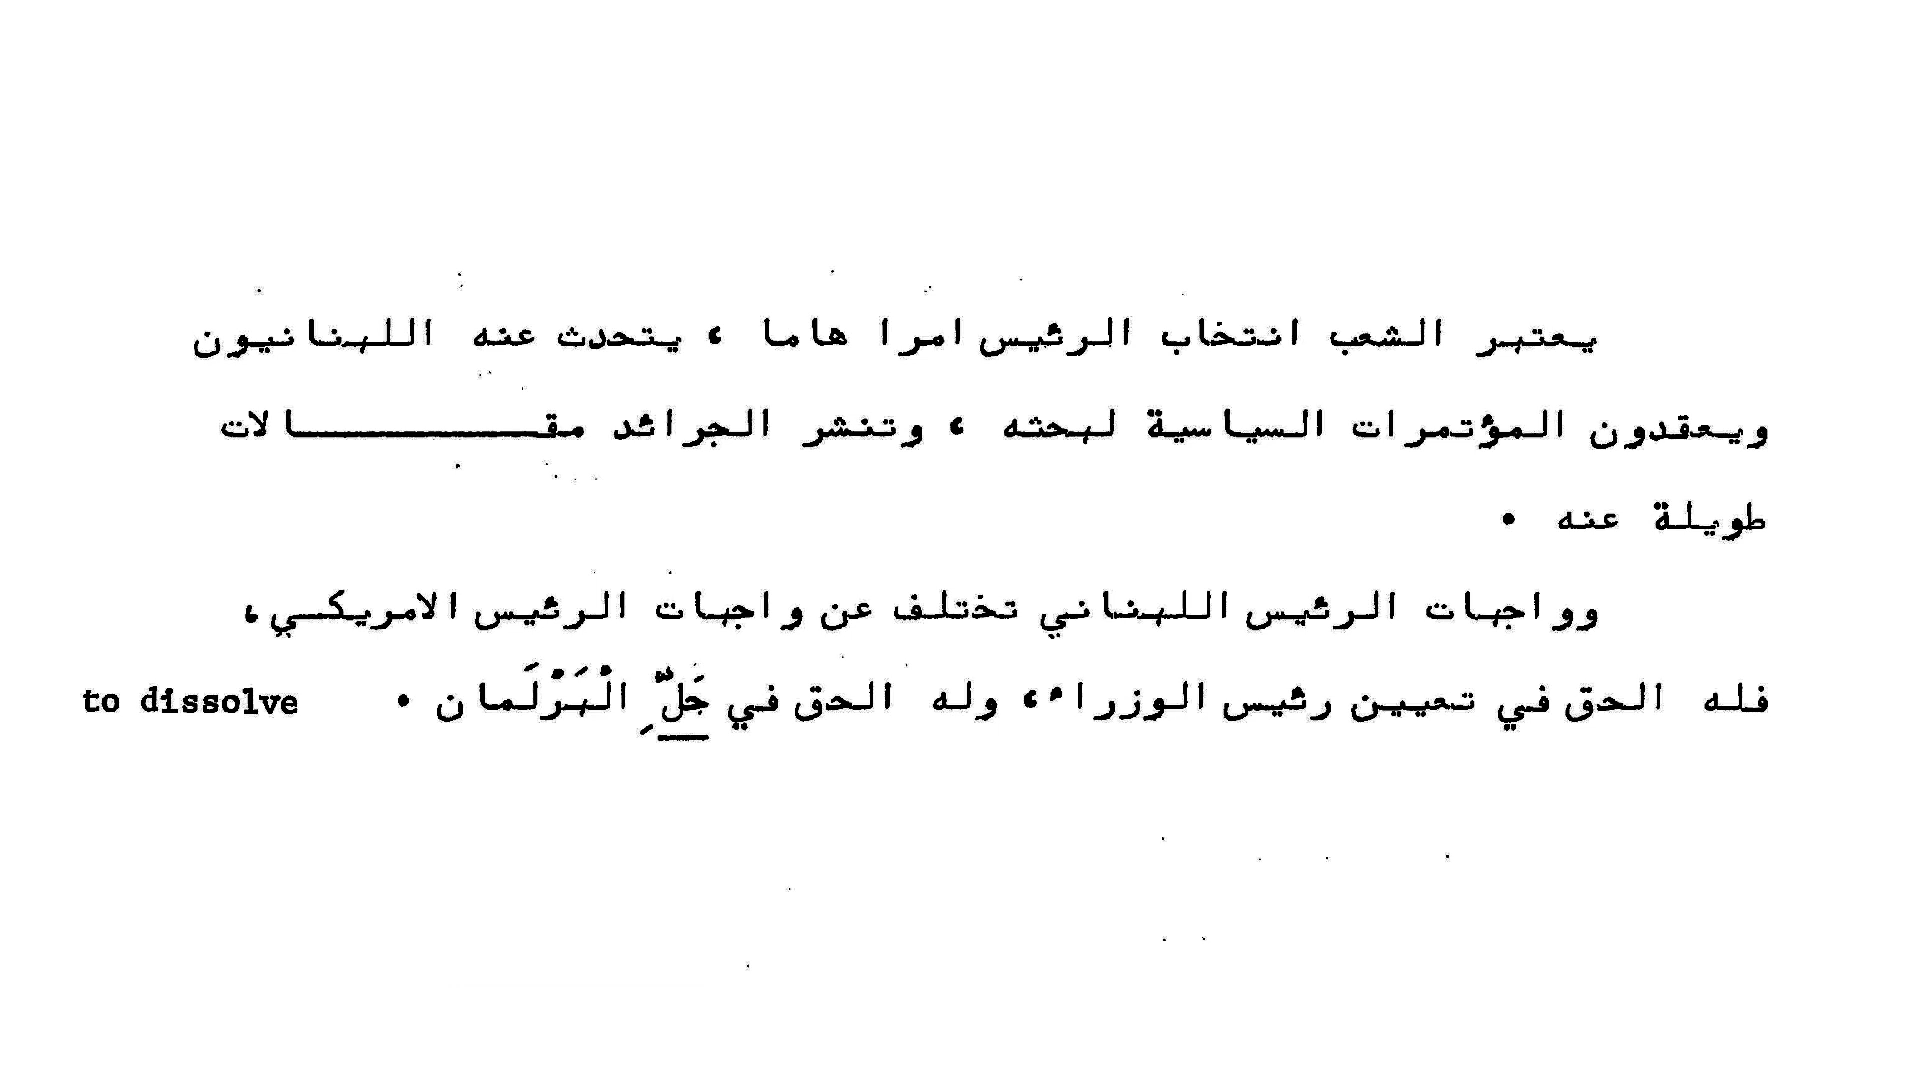 يعتبر الشعب انتخاب الرئيس امرا هاما ، يتحدث عنه اللبنانيون
ويعقدون المؤتمرات السياسية لبحثه ، وتنشر الجرائد مقـــــــــالات
طويلة عنه .
وواجبات الرئيس اللبناني تختلف عن واجبات الرئيس الامريكي،
فله الحق في تعيين رئيس الوزراء، وله الحق في حَلِّ الْبَرْلَمان . to dissolve